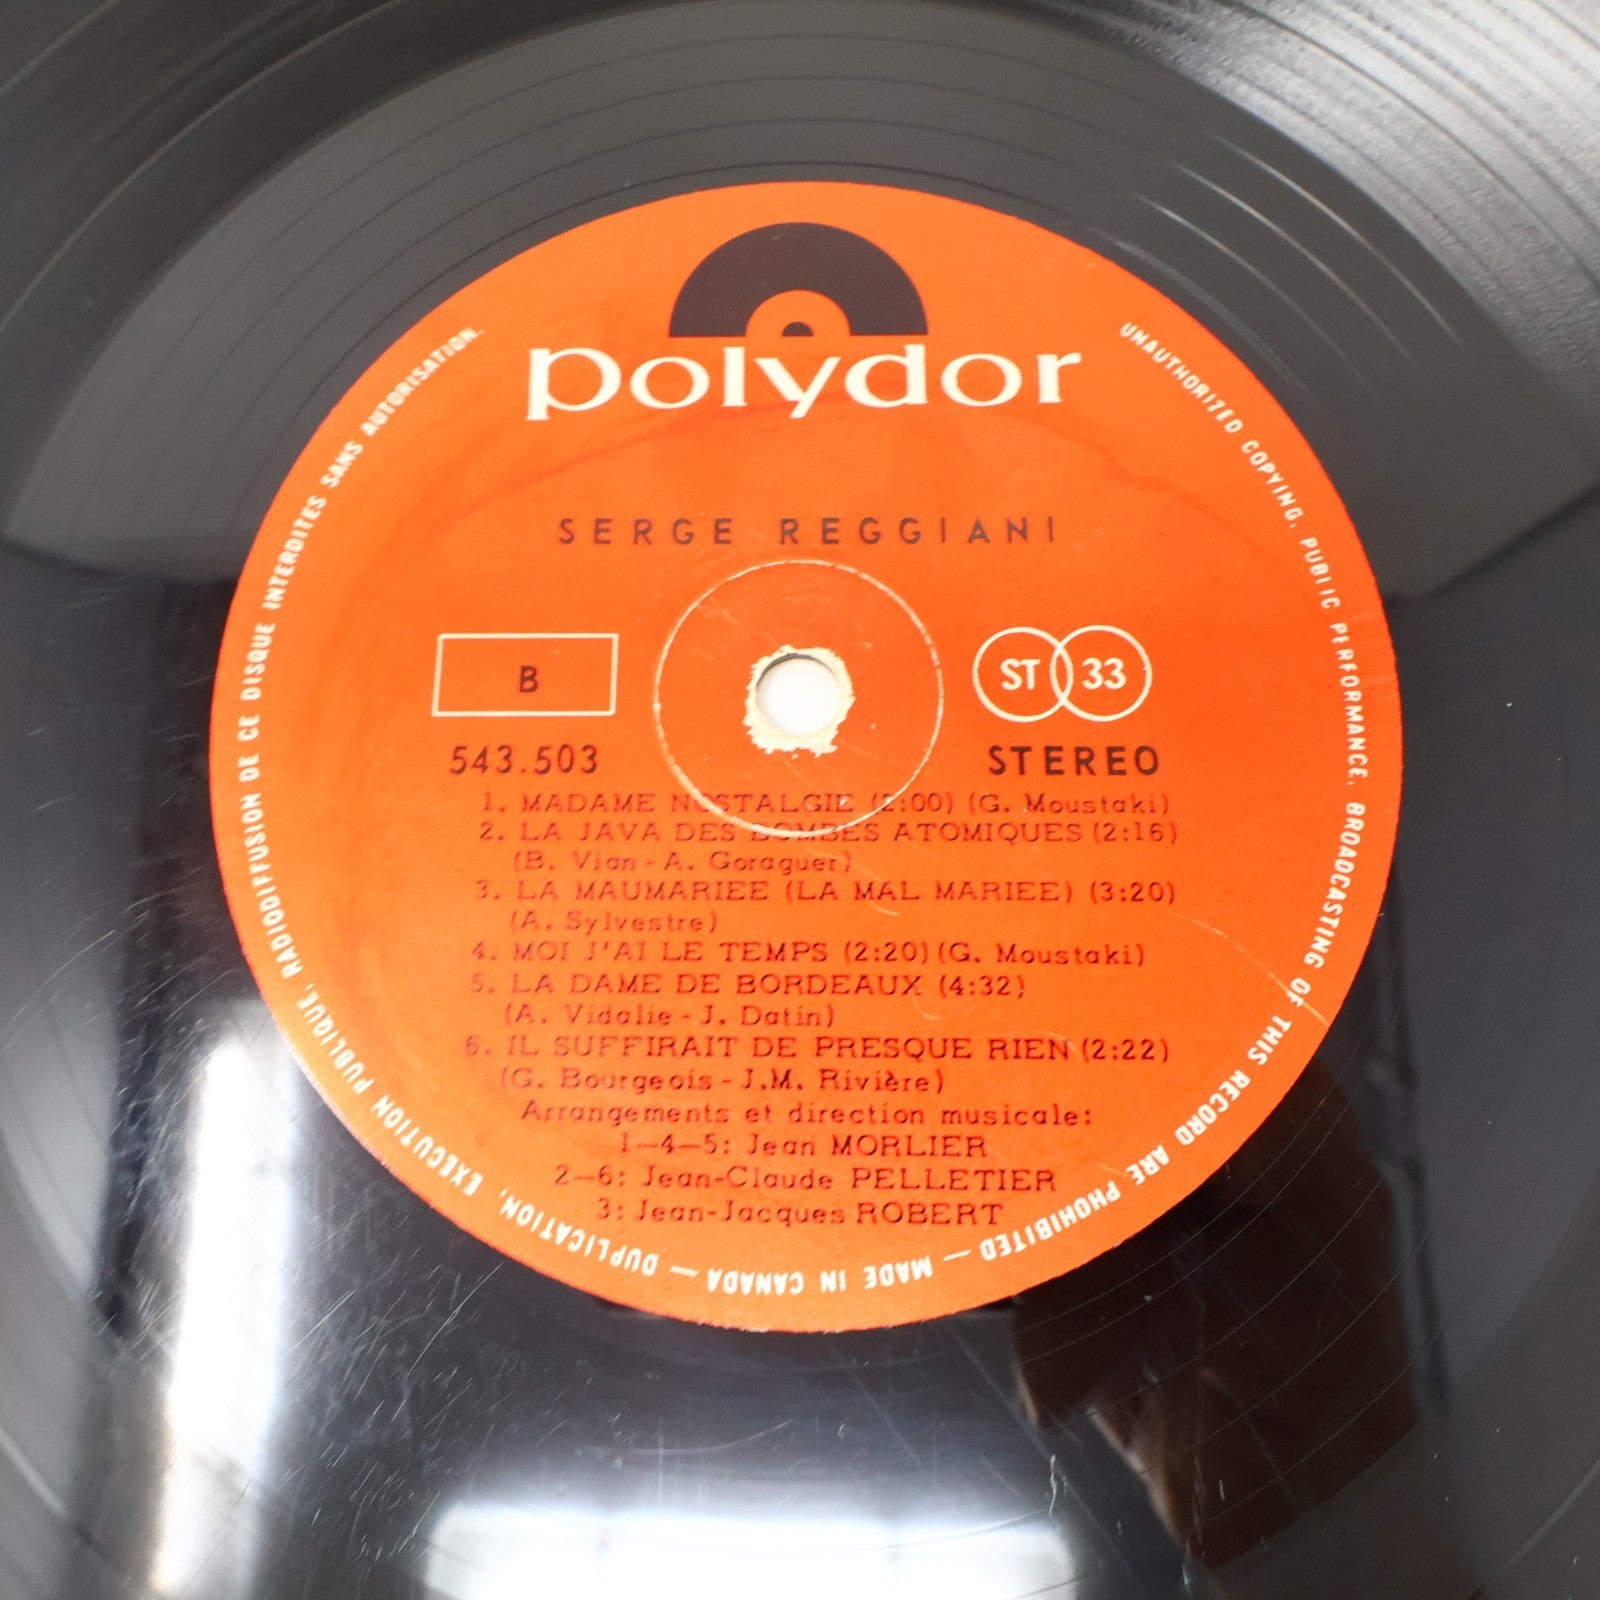 polydor
SERGE REGGIANI
B
ST 33
543.503
STEREO
1. MADAME NOSTALGIE (2:00) (G. Moustaki)
2. LA JAVA DES BOMBES ATOMIQUES (2:16)
(B. Vian - A. Goraguer)
3. LA MAUMARIEE (LA MAL MARIEE) (3:20)
(A. Sylvestre)
4. MOI J'AI LE TEMPS (2:20) (G. Moustaki)
5. LA DAME DE BORDEAUX (4:32)
(A. Vidalie - J. Datin)
6. IL SUFFIRAIT DE PRESQUE RIEN (2:22)
(G. Bourgeois - J.M. Rivière)
Arrangements et direction musicale:
1-4-5: Jean MORLIER
2-6: Jean-Claude PELLETIER
3: Jean-Jacques ROBERT
UNAUTHORIZED COPYING, PUBLIC PERFORMANCE, BROADCASTING OF THIS RECORD ARE PHOHIBITED — MADE IN CANADA — DUPLICATION, EXECUTION PUBLIQUE, RADIODIFFUSION DE CE DISQUE INTERDITES SANS AUTORISATION.